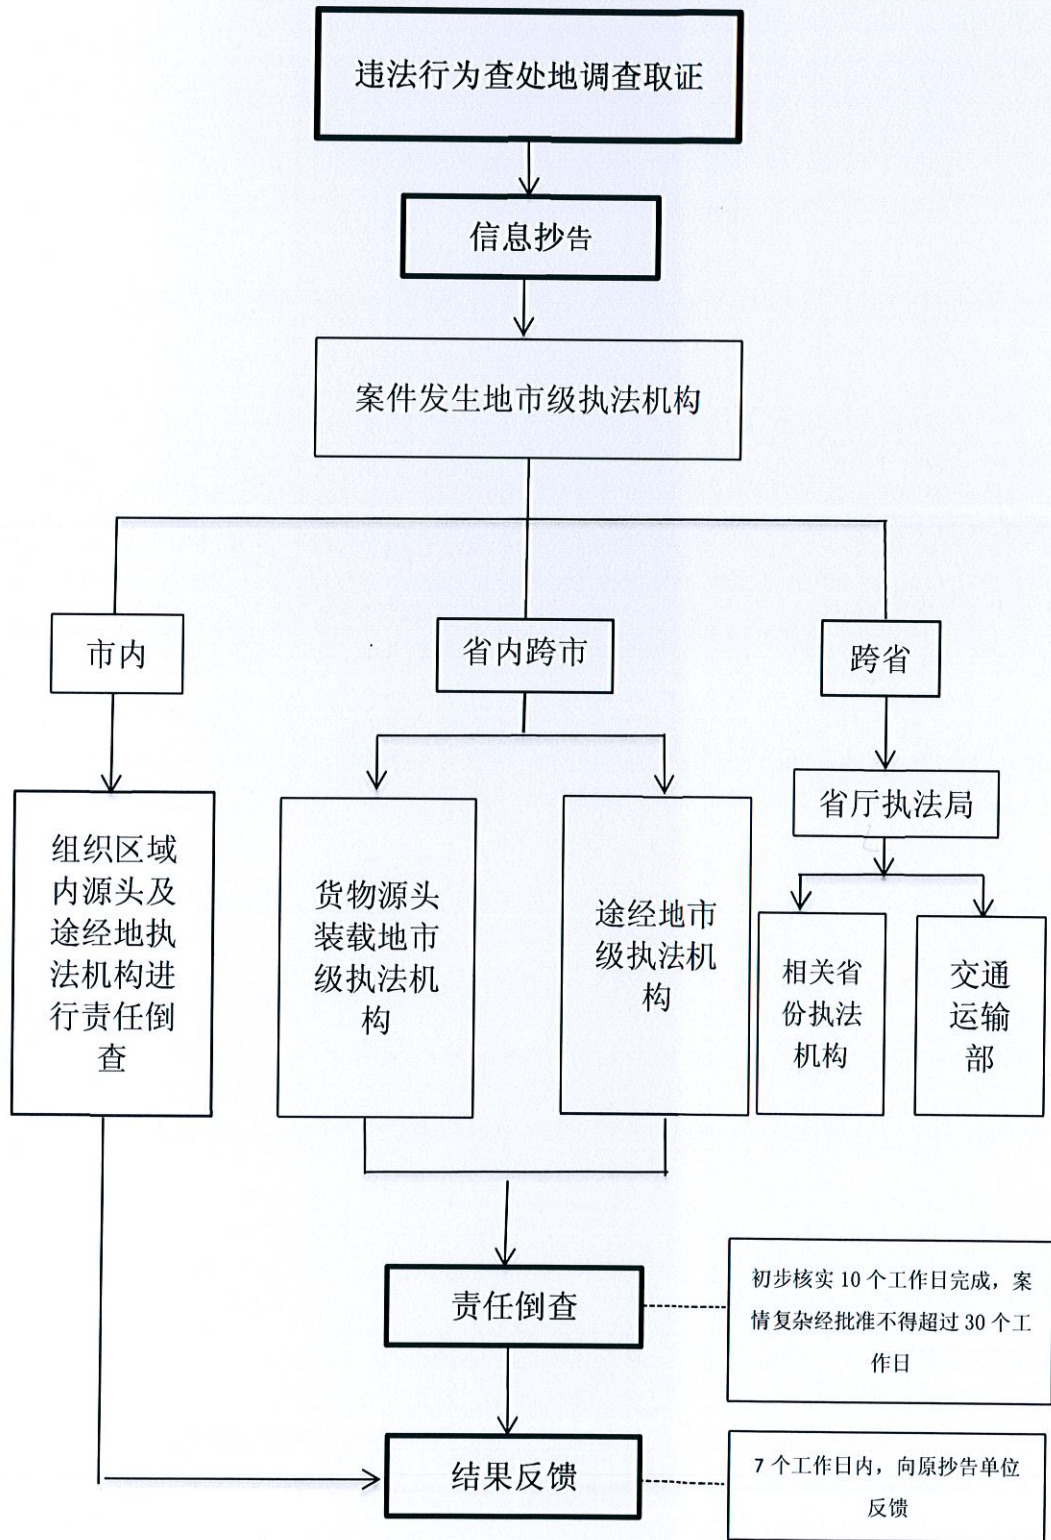 违法行为查处地调查取证
信息抄告
案件发生地市级执法机构
市内
省内跨市
跨省
省厅执法局
组织区域
内源头及
途经地执
法机构进
行责任倒
查
货物源头
装载地市
级执法机
构
途经地市
级执法机
构
相关省
份执法
机构
交通
运输
部
责任倒查
初步核实 10 个工作日完成，案
情复杂经批准不得超过 30 个工
作日
结果反馈
7 个工作日内，向原抄告单位
反馈